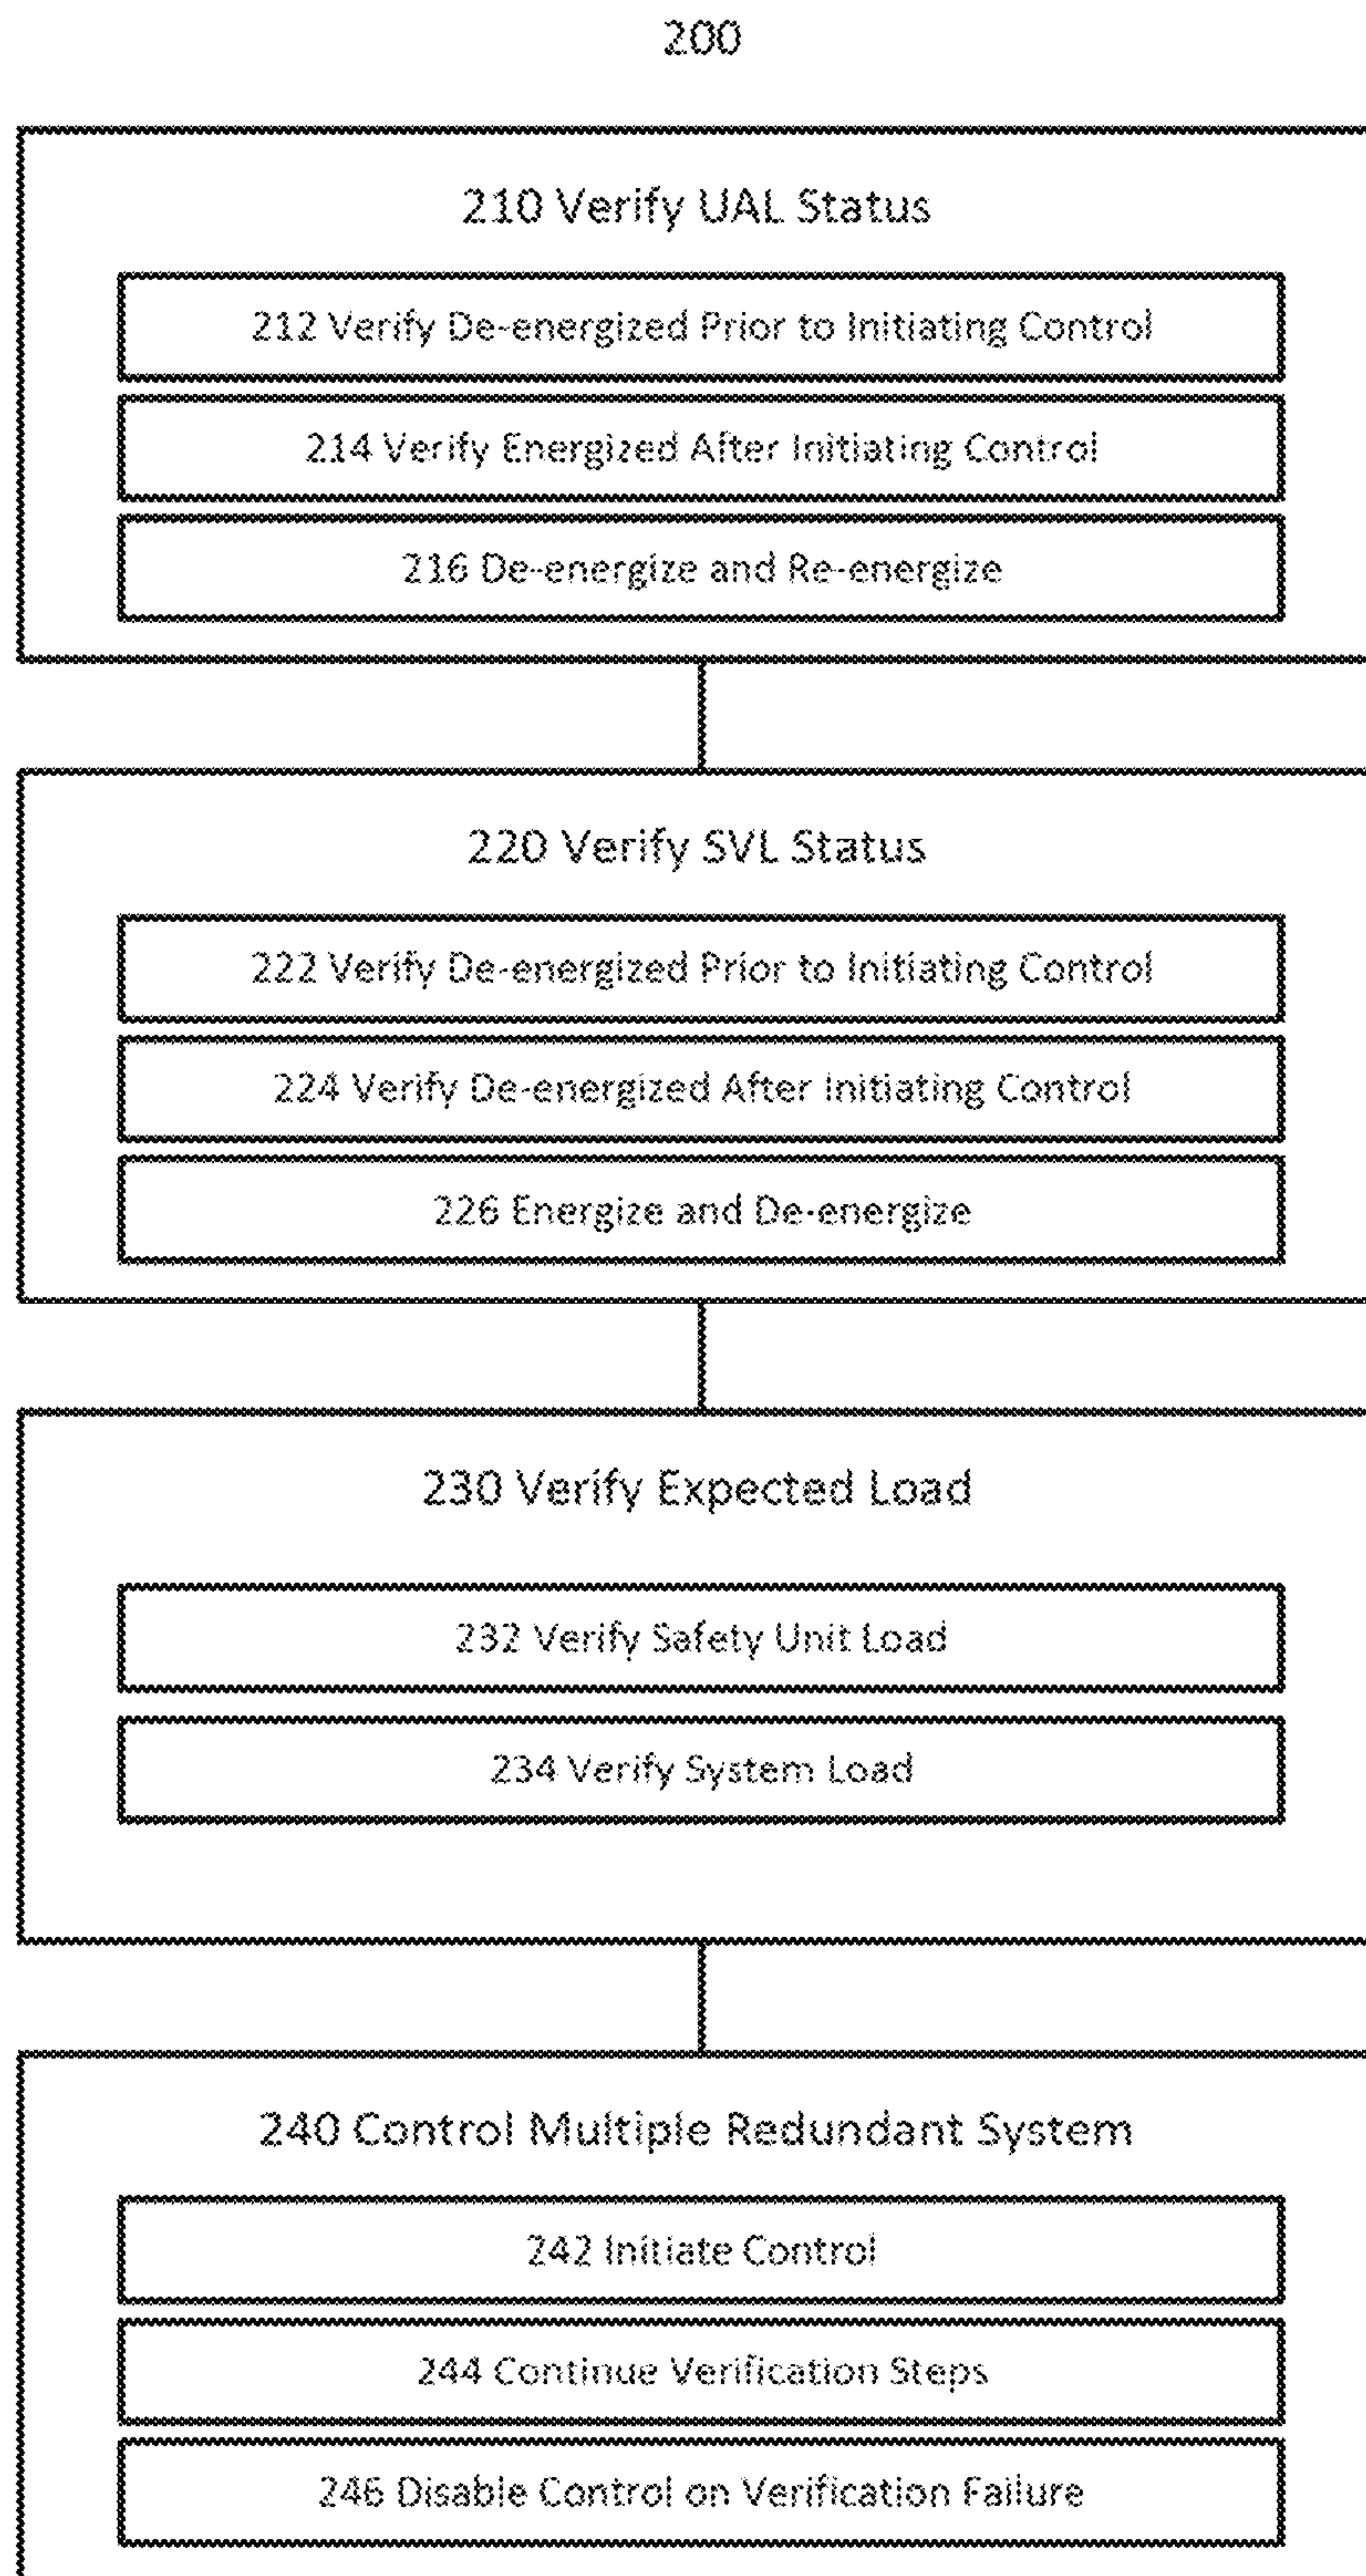 200
210 Verify UAL Status
212 Verify De-energized Prior to Initiating Control
214 Verify Energized After Initiating Control
216 De-energize and Re-energize
220 Verify SVL Status
222 Verify De-energized Prior to Initiating Control
224 Verify De-energized After Initiating Control
226 Energize and De-energize
230 Verify Expected Load
232 Verify Safety Unit Load
234 Verify System Load
240 Control Multiple Redundant System
242 Initiate Control
244 Continue Verification Steps
246 Disable Control on Verification Failure